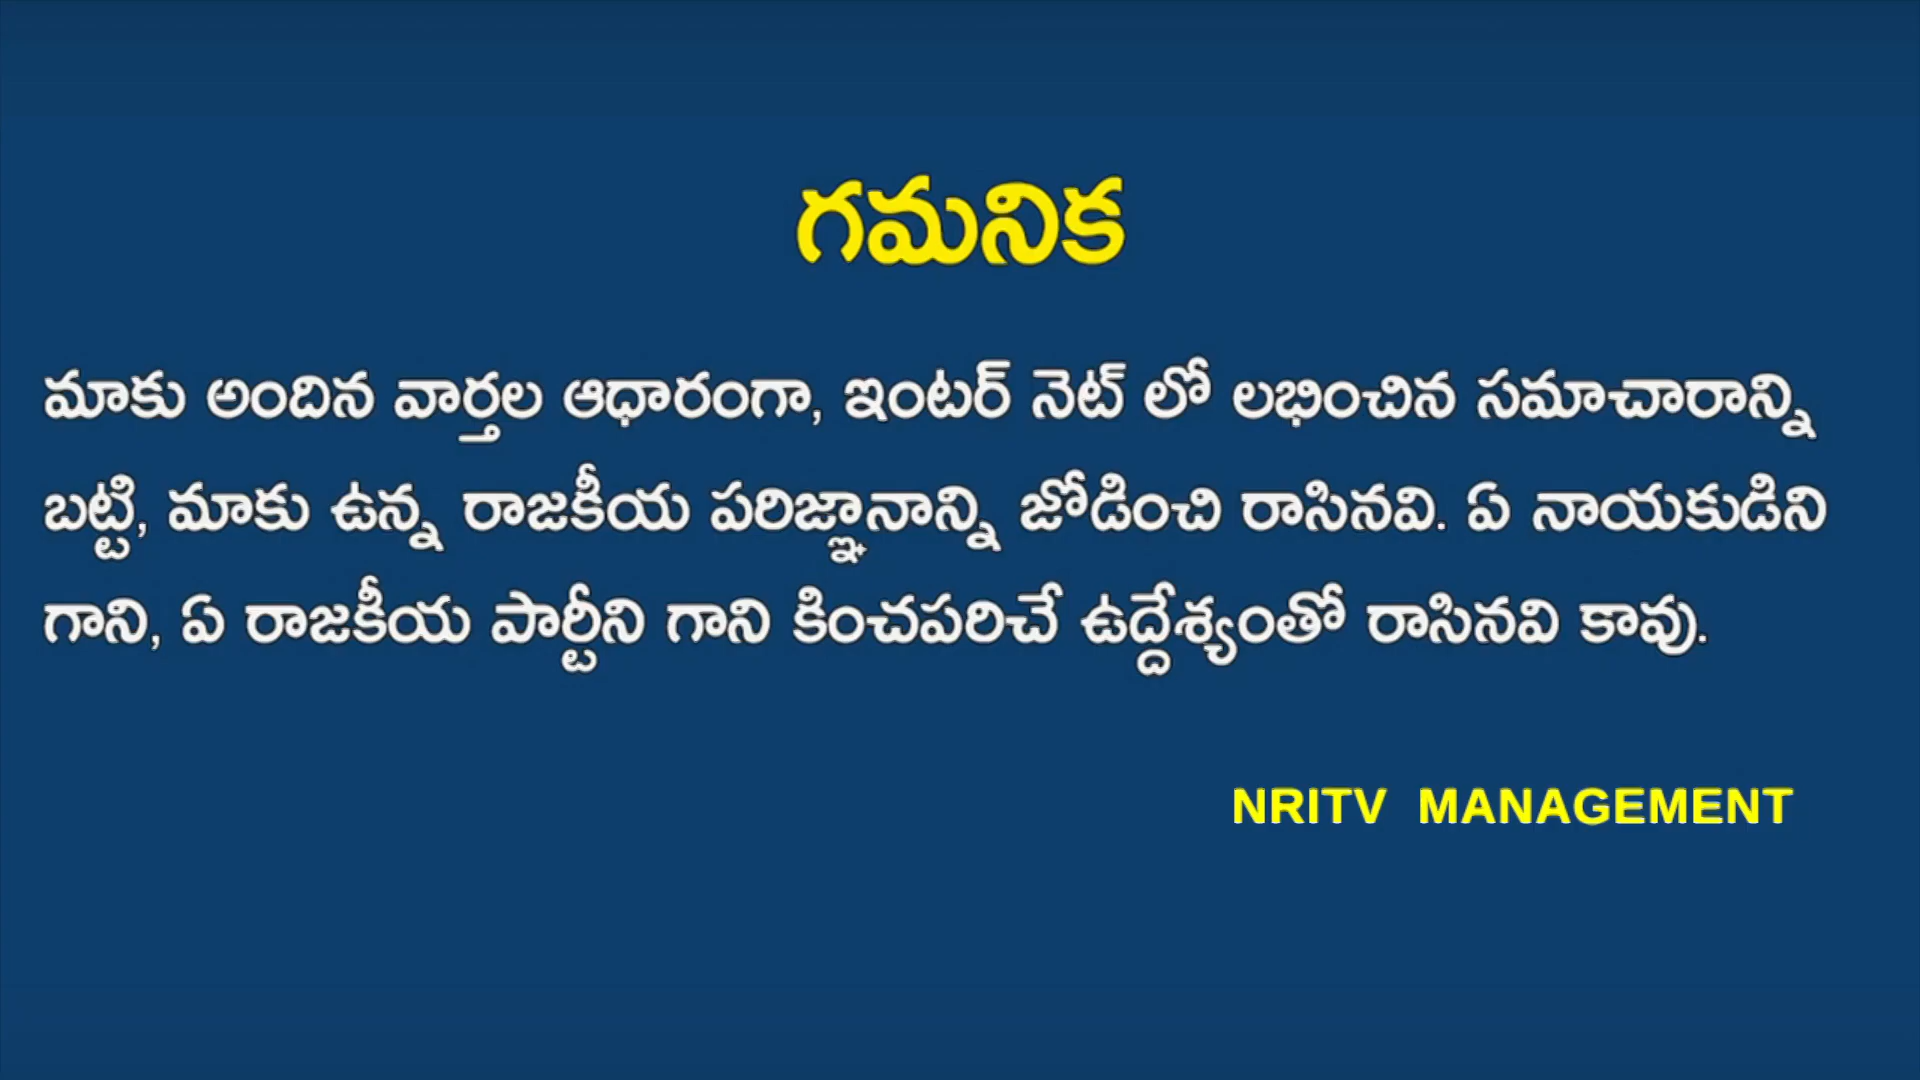 గమనిక
మాకు అందిన వార్తల ఆధారంగా, ఇంటర్ నెట్ లో లభించిన సమాచారాన్ని
బట్టి, మాకు ఉన్న రాజకీయ పరిజ్ఞానాన్ని జోడించి రాసినవి. ఏ నాయకుడిని
గాని, ఏ రాజకీయ పార్టీని గాని కించపరిచే ఉద్దేశ్యంతో రాసినవి కావు.
NRITV MANAGEMENT